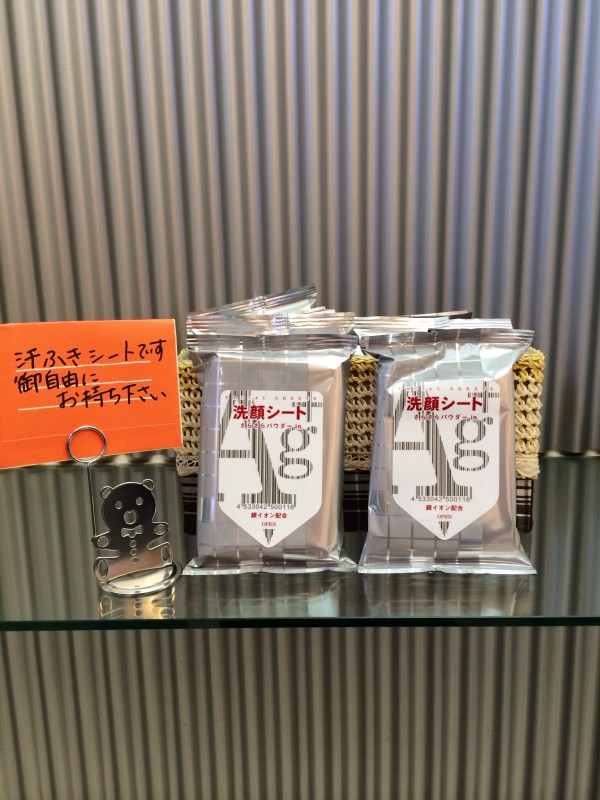 汗ふきシートです
御自由に
お持ち下さい
洗顔シート
さらさらパウダーin
Ag
4533042500116
銀イオン配合
OPEN
洗顔シート
さらさらパウダーin
Ag
4533042500116
銀イオン配合
OPEN